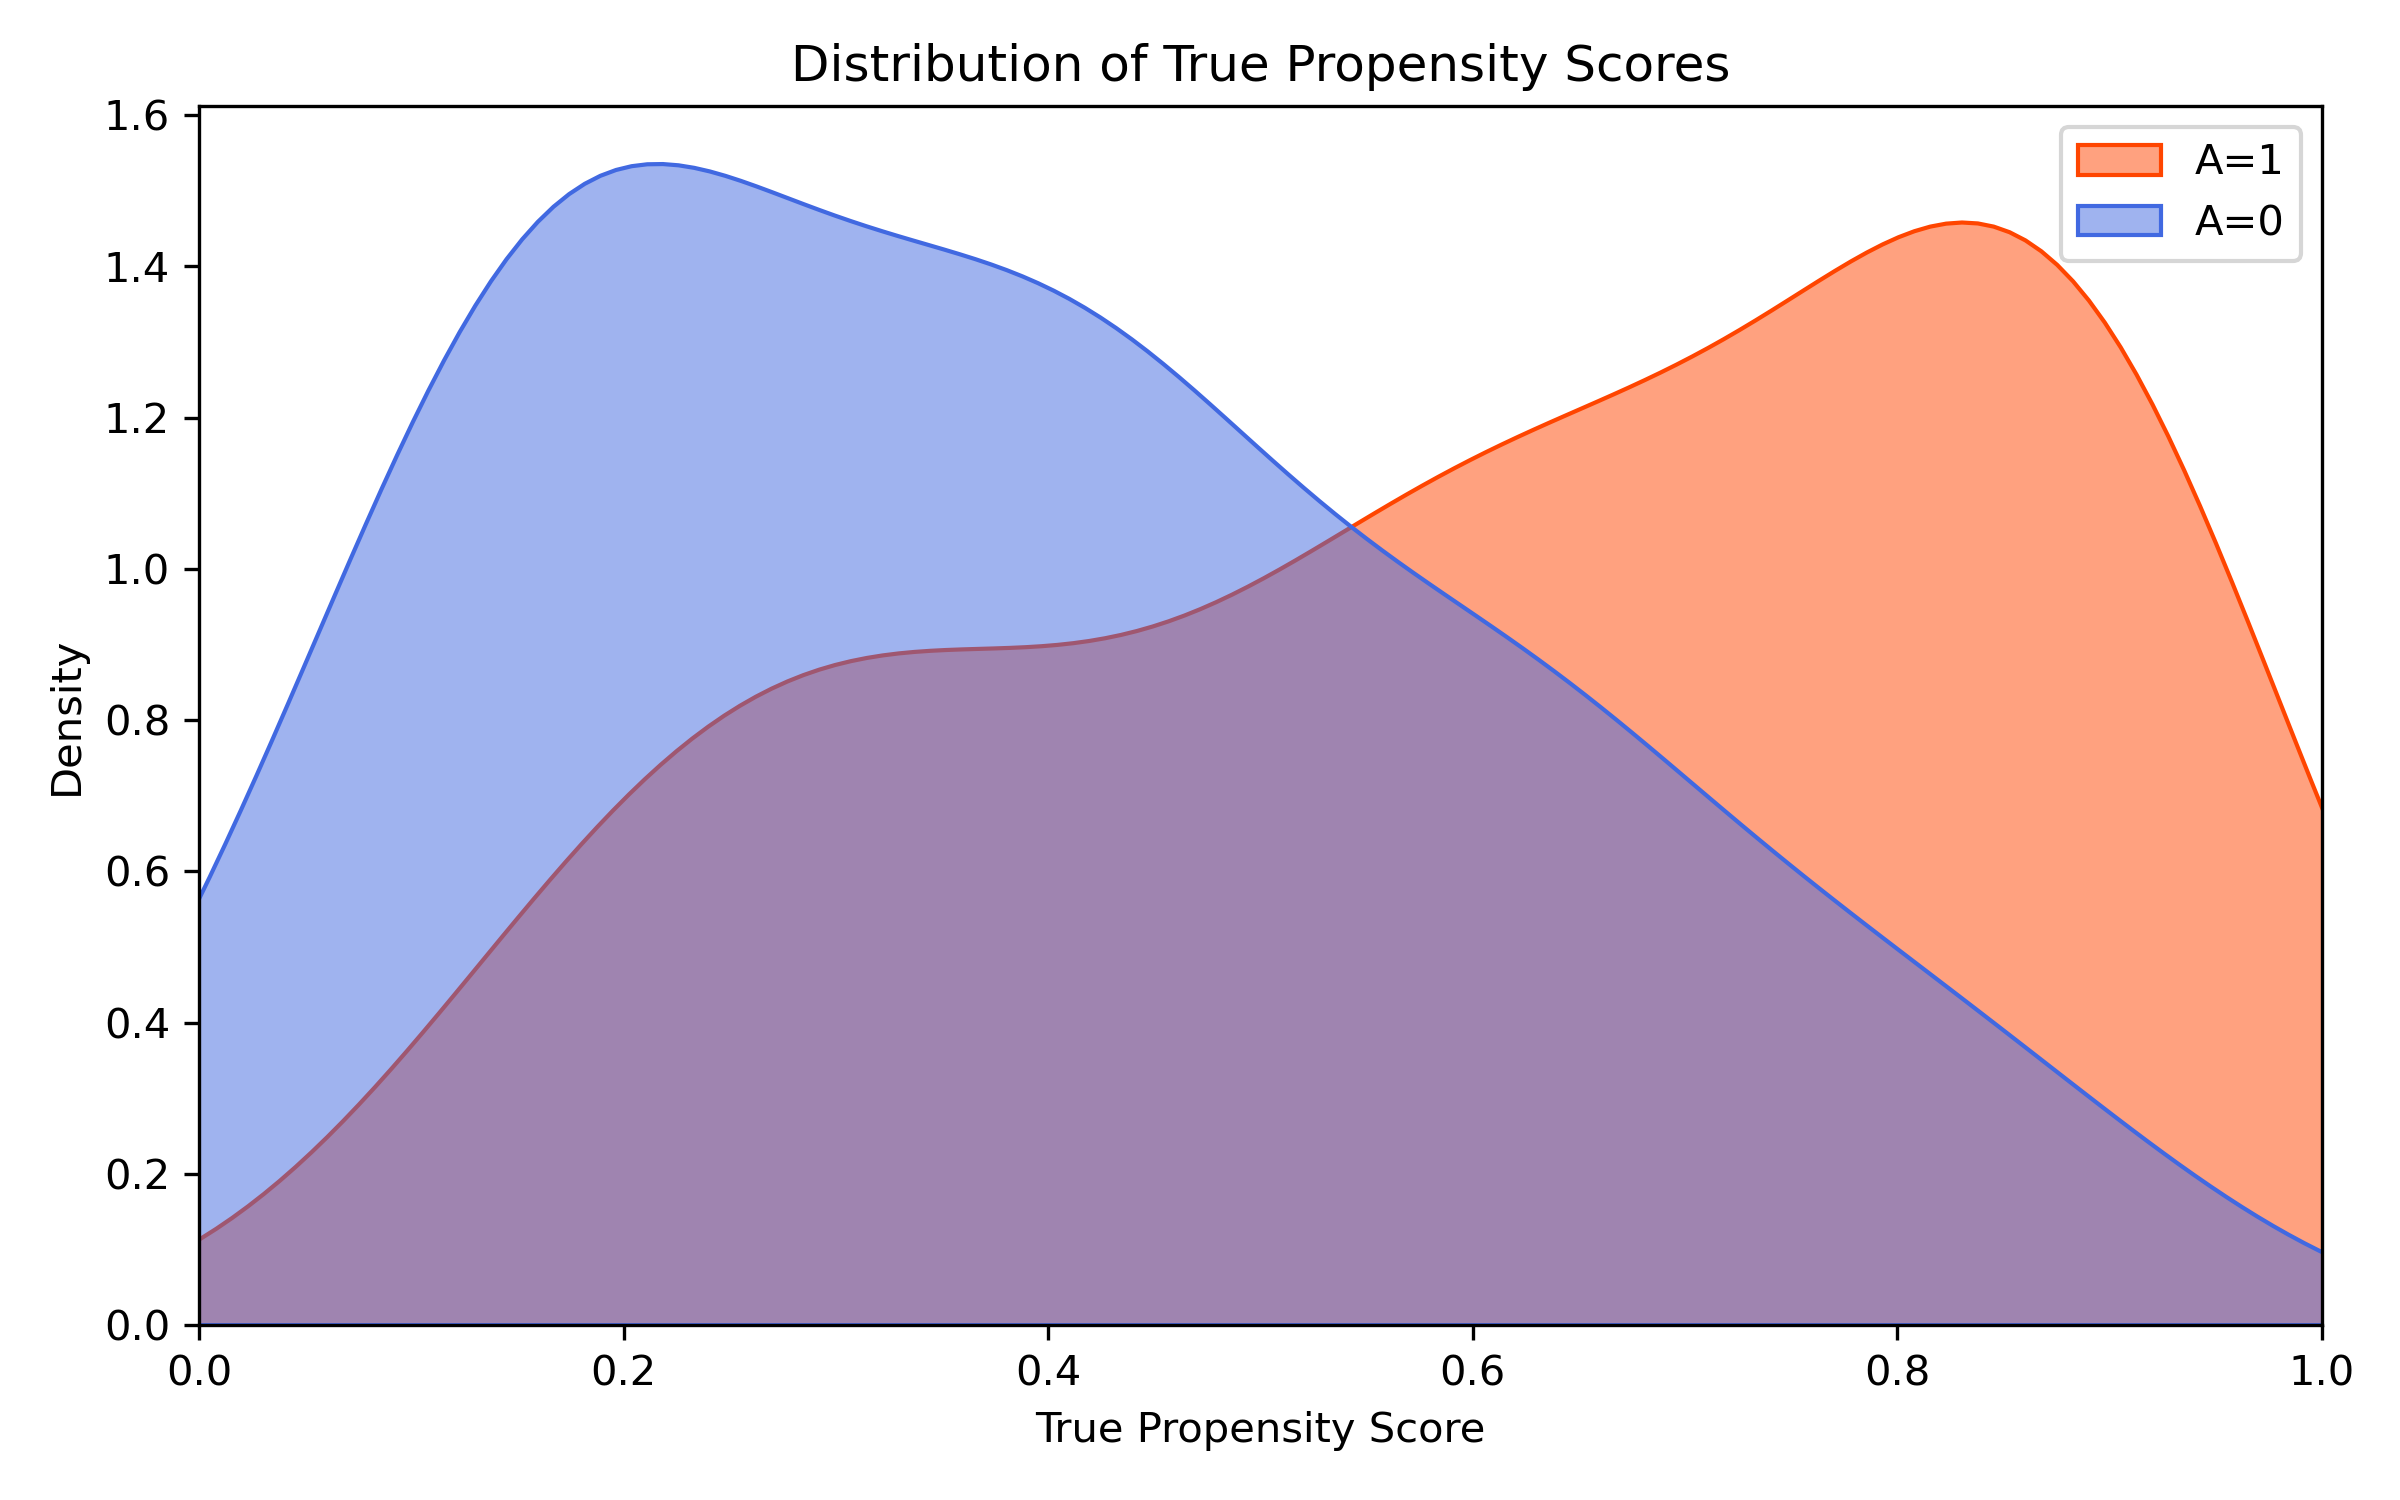 Distribution of True Propensity Scores
A=1
A=0
1.6
1.4
1.2
1.0
0.8
0.6
0.4
0.2
0.0
Density
0.0 0.2 0.4 0.6 0.8 1.0
True Propensity Score